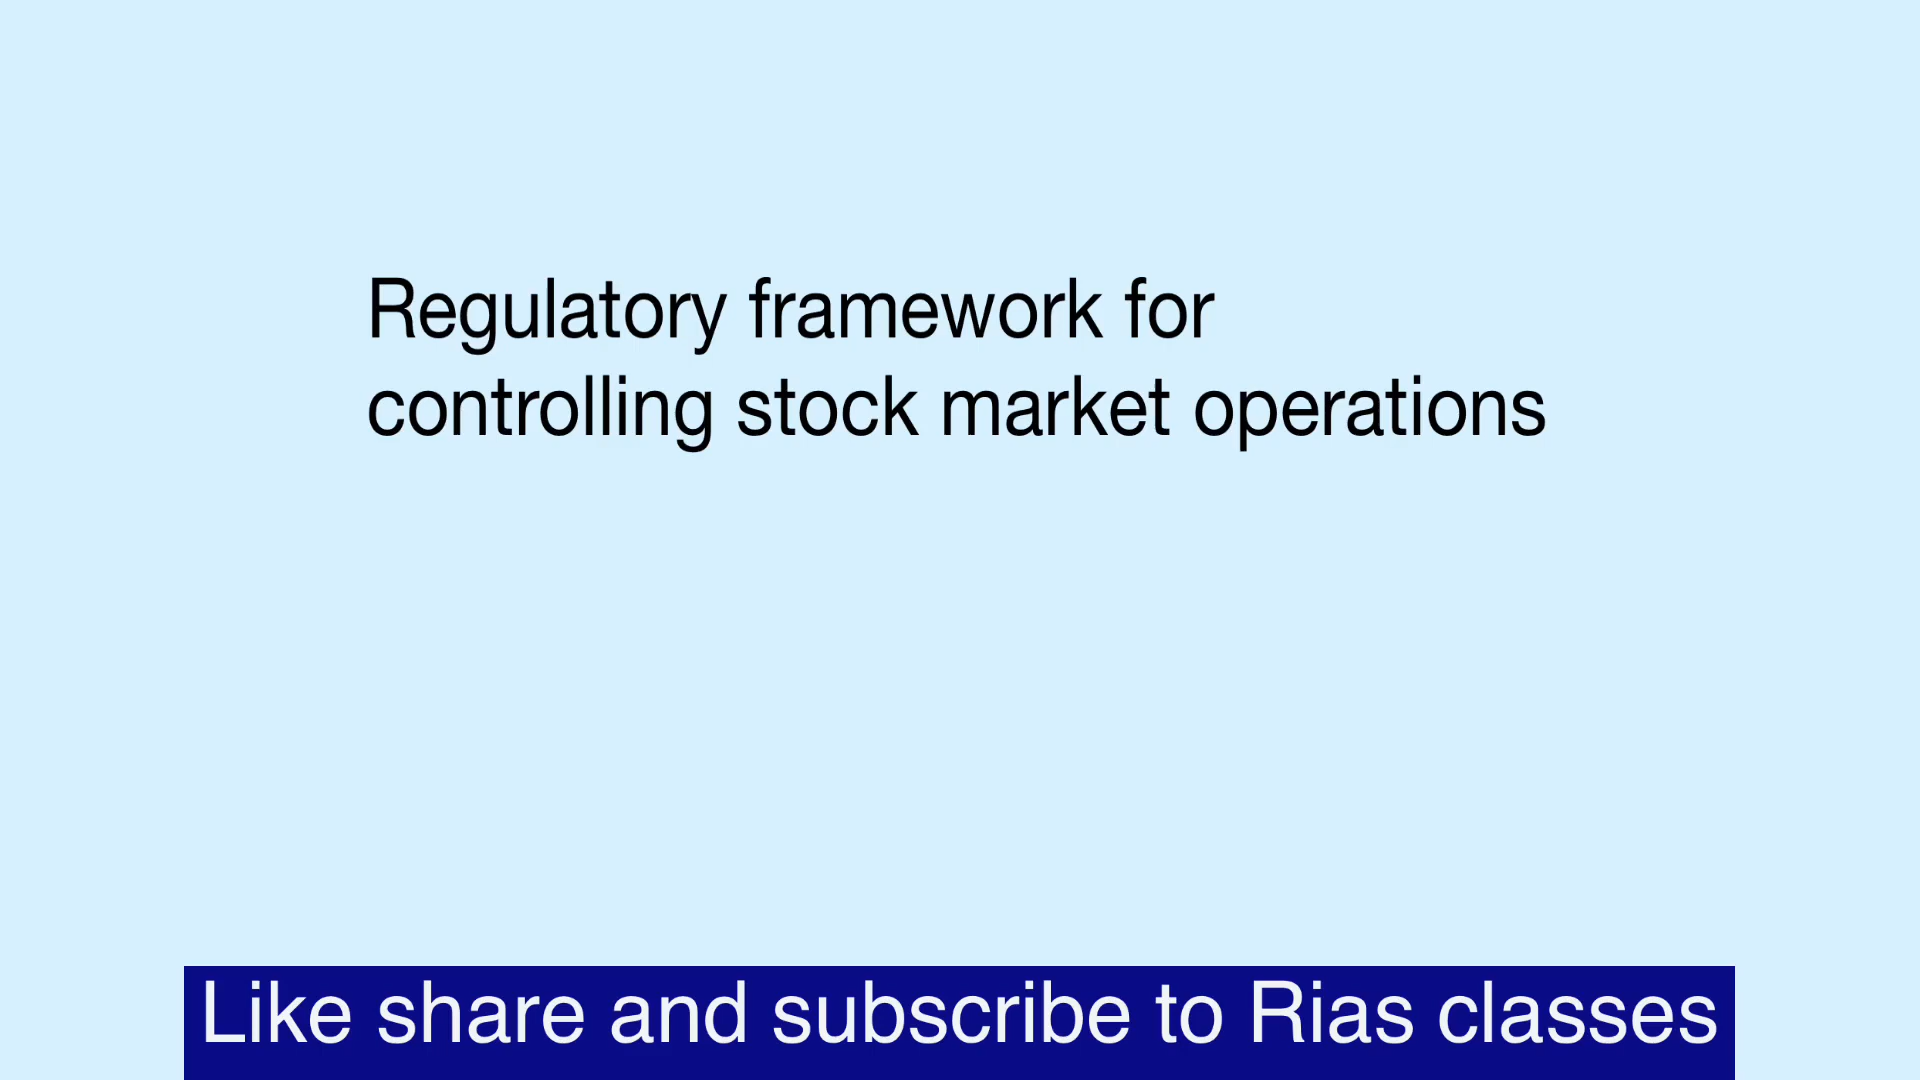 Regulatory framework for
controlling stock market operations
Like share and subscribe to Rias classes